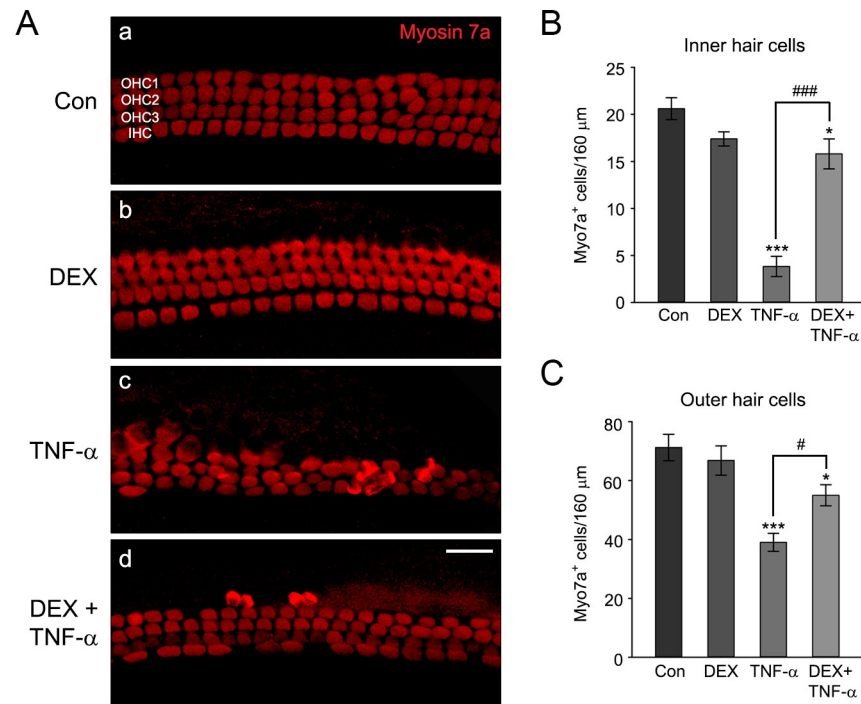 A
a
Myosin 7a
Con
OHC1
OHC2
OHC3
IHC
b
DEX
c
TNF-α
d
DEX +
TNF-α
B
Inner hair cells
Myo7a⁺ cells/160 μm
25
20
15
10
5
0
###
*
***
Con DEX TNF-α DEX+
TNF-α
C
Outer hair cells
Myo7a⁺ cells/160 μm
80
60
40
20
0
#
*
***
Con DEX TNF-α DEX+
TNF-α